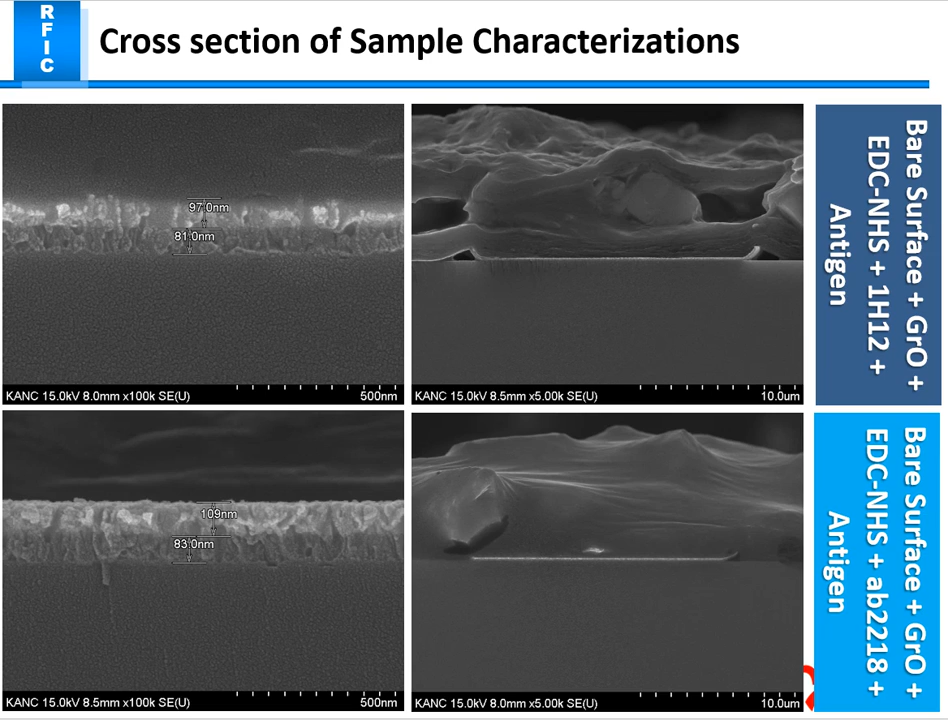 R
F
I
C
Cross section of Sample Characterizations
97.0nm
81.0nm
KANC 15.0kV 8.0mm x100k SE(U)
500nm
KANC 15.0kV 8.5mm x5.00k SE(U)
10.0um
Bare Surface + GrO +
EDC-NHS + 1H12 +
Antigen
109nm
83.0nm
KANC 15.0kV 8.5mm x100k SE(U)
500nm
KANC 15.0kV 8.0mm x5.00k SE(U)
10.0um
Bare Surface + GrO +
EDC-NHS + ab2218 +
Antigen